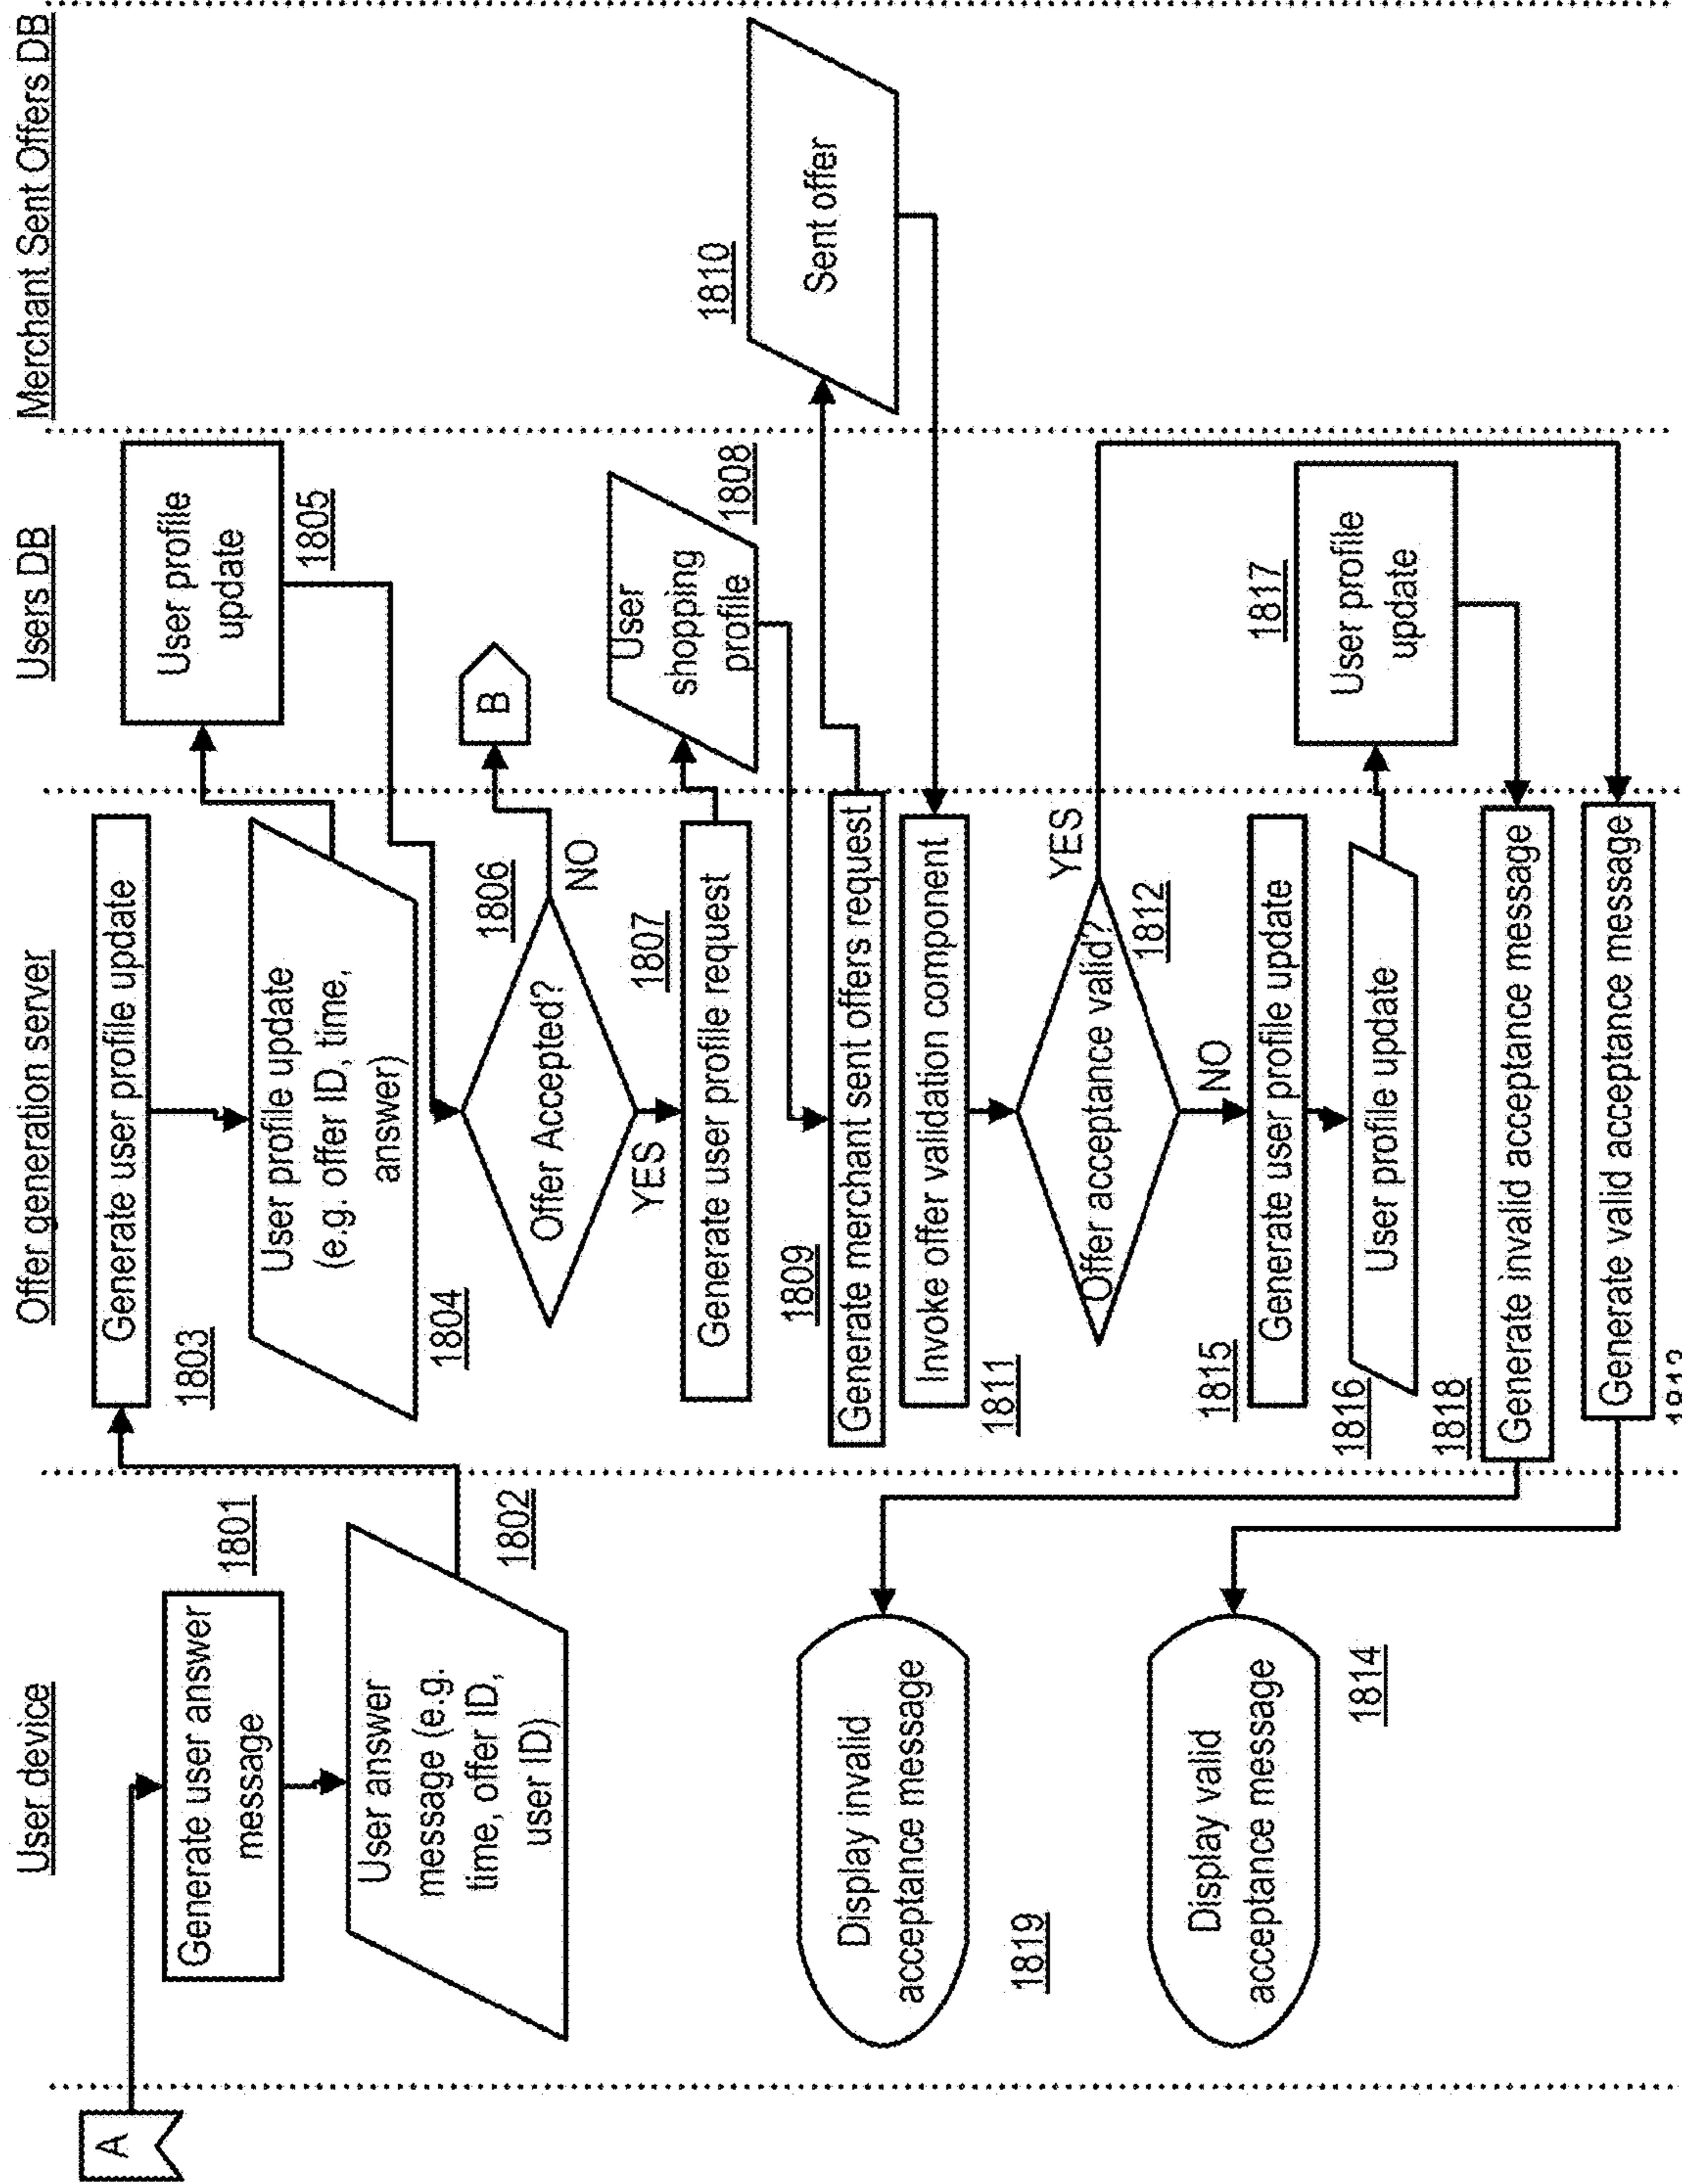 User device
Offer generation server
Users DB
Merchant Sent Offers DB
A
Generate user answer
message
1801
User answer
message (e.g.
time, offer ID,
user ID)
1802
Generate user profile update
1803
User profile update
(e.g. offer ID, time,
answer)
1804
User profile
update
1805
Offer Accepted?
1806
NO
B
YES
Generate user profile request
1807
User
shopping
profile
1808
1809
Generate merchant sent offers request
1810
Sent offer
Invoke offer validation component
1811
Offer acceptance valid?
1812
YES
NO
1815
Generate user profile update
1816
User profile update
1817
User profile
update
1818
Generate invalid acceptance message
Generate valid acceptance message
1813
Display invalid
acceptance message
1819
Display valid
acceptance message
1814